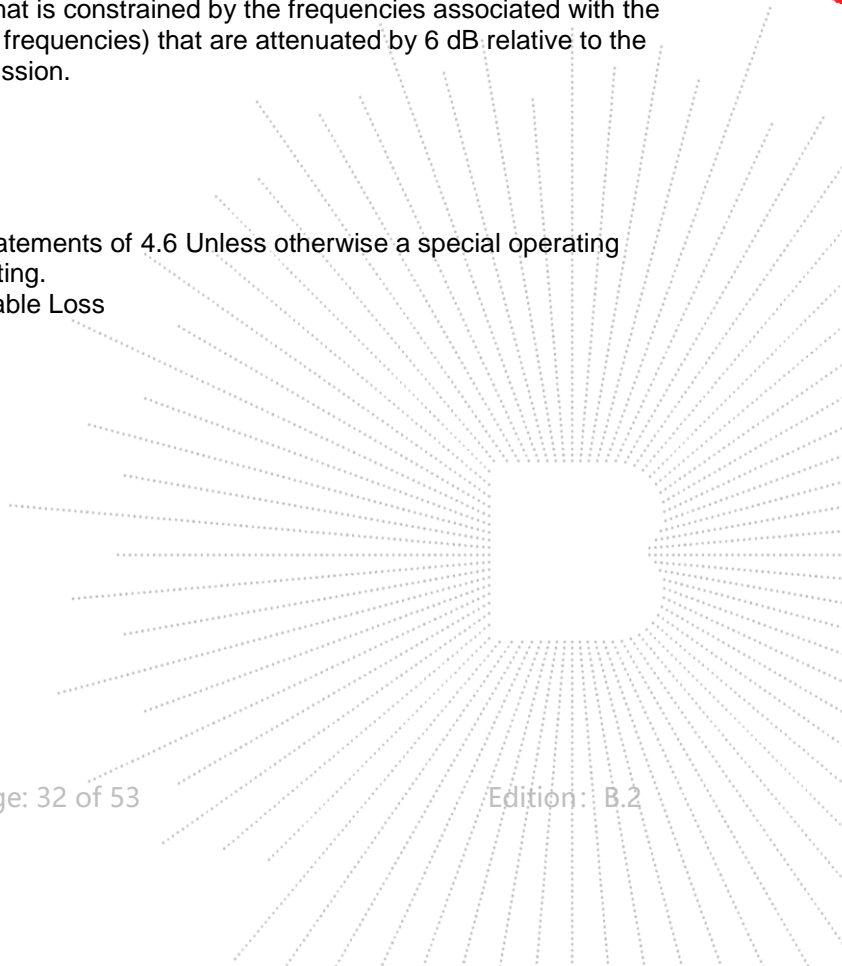 hat is constrained by the frequencies associated with the
frequencies) that are attenuated by 6 dB relative to the
ssion.
atements of 4.6 Unless otherwise a special operating
ting.
able Loss
ge: 32 of 53 Edition: B.2